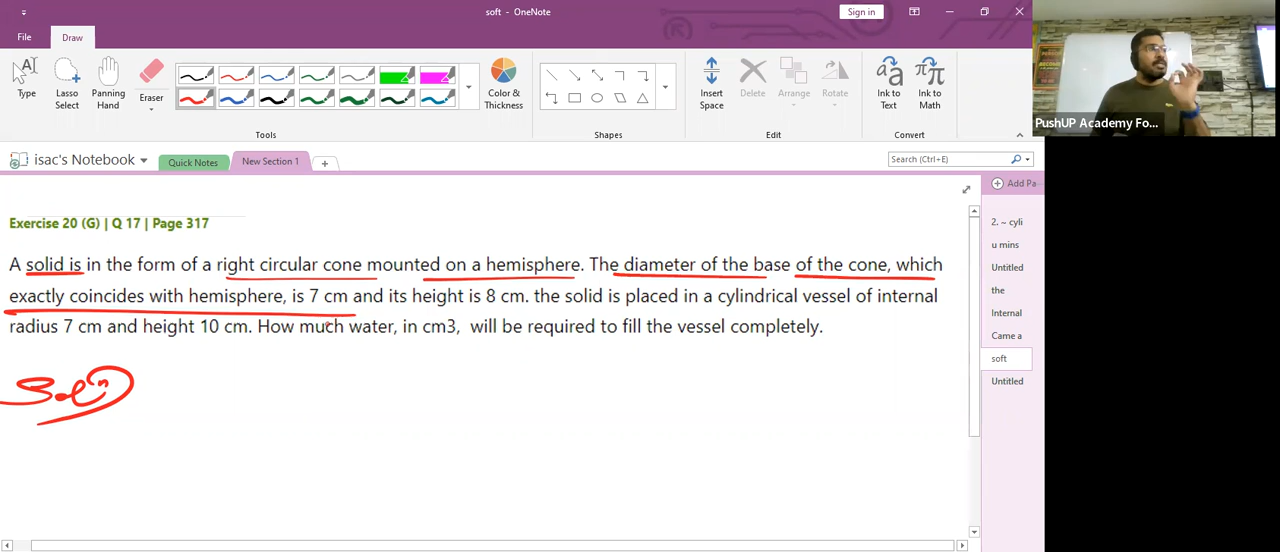 soft - OneNote
Sign in
File
Draw
Type
Lasso Select
Panning Hand
Eraser
Color & Thickness
Insert Space
Delete
Arrange
Rotate
Ink to Text
Ink to Math
Tools
Shapes
Edit
Convert
PushUP Academy Fo...
isac's Notebook
Quick Notes
New Section 1
Search (Ctrl+E)
Add Pa
Exercise 20 (G) | Q 17 | Page 317
A solid is in the form of a right circular cone mounted on a hemisphere. The diameter of the base of the cone, which
exactly coincides with hemisphere, is 7 cm and its height is 8 cm. the solid is placed in a cylindrical vessel of internal
radius 7 cm and height 10 cm. How much water, in cm3, will be required to fill the vessel completely.
Solⁿ
2. ~ cyli
u mins
Untitled
the
Internal
Came a
soft
Untitled